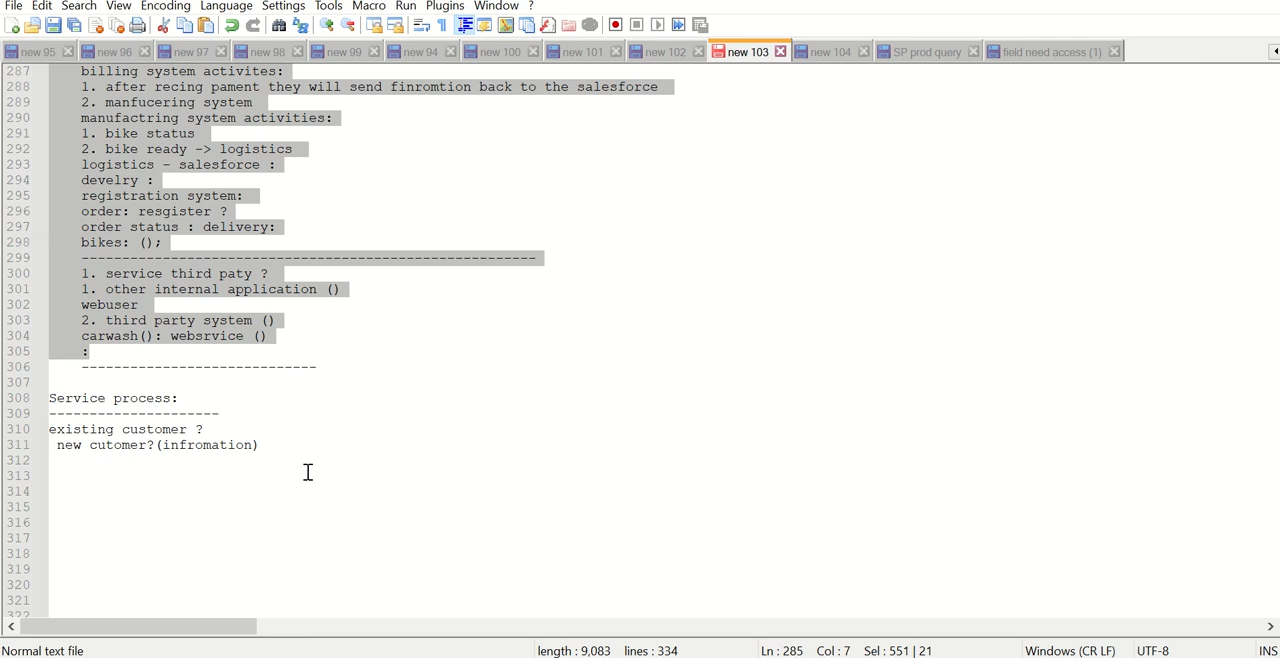 File Edit Search View Encoding Language Settings Tools Macro Run Plugins Window ?
new 95 new 96 new 97 new 98 new 99 new 94 new 100 new 101 new 102 new 103 new 104 SP prod query field need access (1)
287 billing system activites:
288 1. after recing pament they will send finromtion back to the salesforce
289 2. manfucering system
290 manufactring system activities:
291 1. bike status
292 2. bike ready -> logistics
293 logistics - salesforce :
294 develry :
295 registration system:
296 order: resgister ?
297 order status : delivery:
298 bikes: ();
299 --------------------------------------------------------
300 1. service third paty ?
301 1. other internal application ()
302 webuser
303 2. third party system ()
304 carwash(): websrvice ()
305 :
306 -----------------------------
307
308 Service process:
309 ---------------------
310 existing customer ?
311 new cutomer?(infromation)
312
313
314
315
316
317
318
319
320
321
322
Normal text file length : 9,083 lines : 334 Ln : 285 Col : 7 Sel : 551 | 21 Windows (CR LF) UTF-8 INS